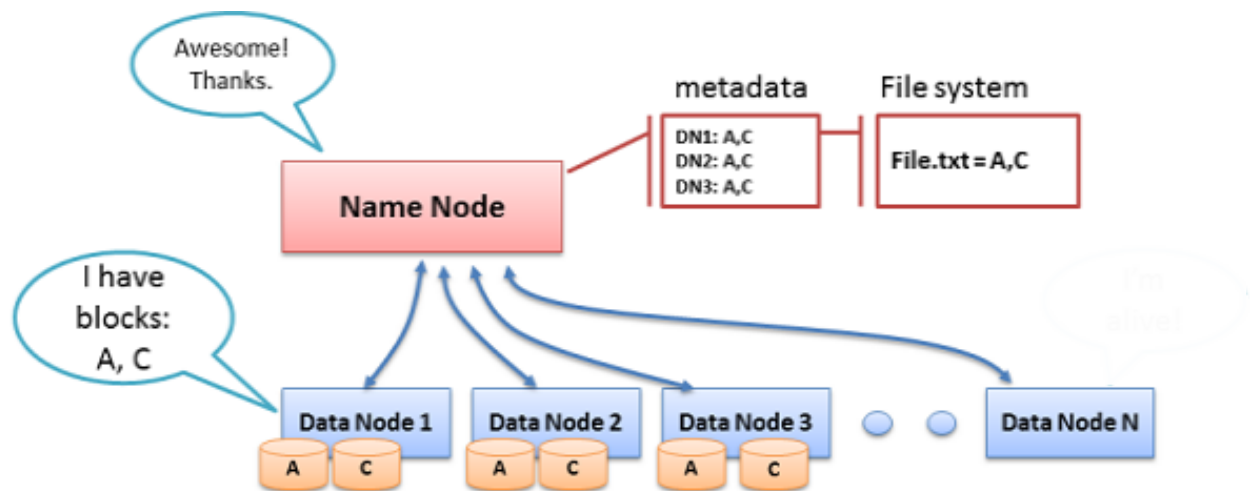 Awesome!
Thanks.
metadata
File system
DN1: A,C
DN2: A,C
DN3: A,C
File.txt = A,C
Name Node
I have
blocks:
A, C
I'm
alive!
Data Node 1
Data Node 2
Data Node 3
Data Node N
A
C
A
C
A
C